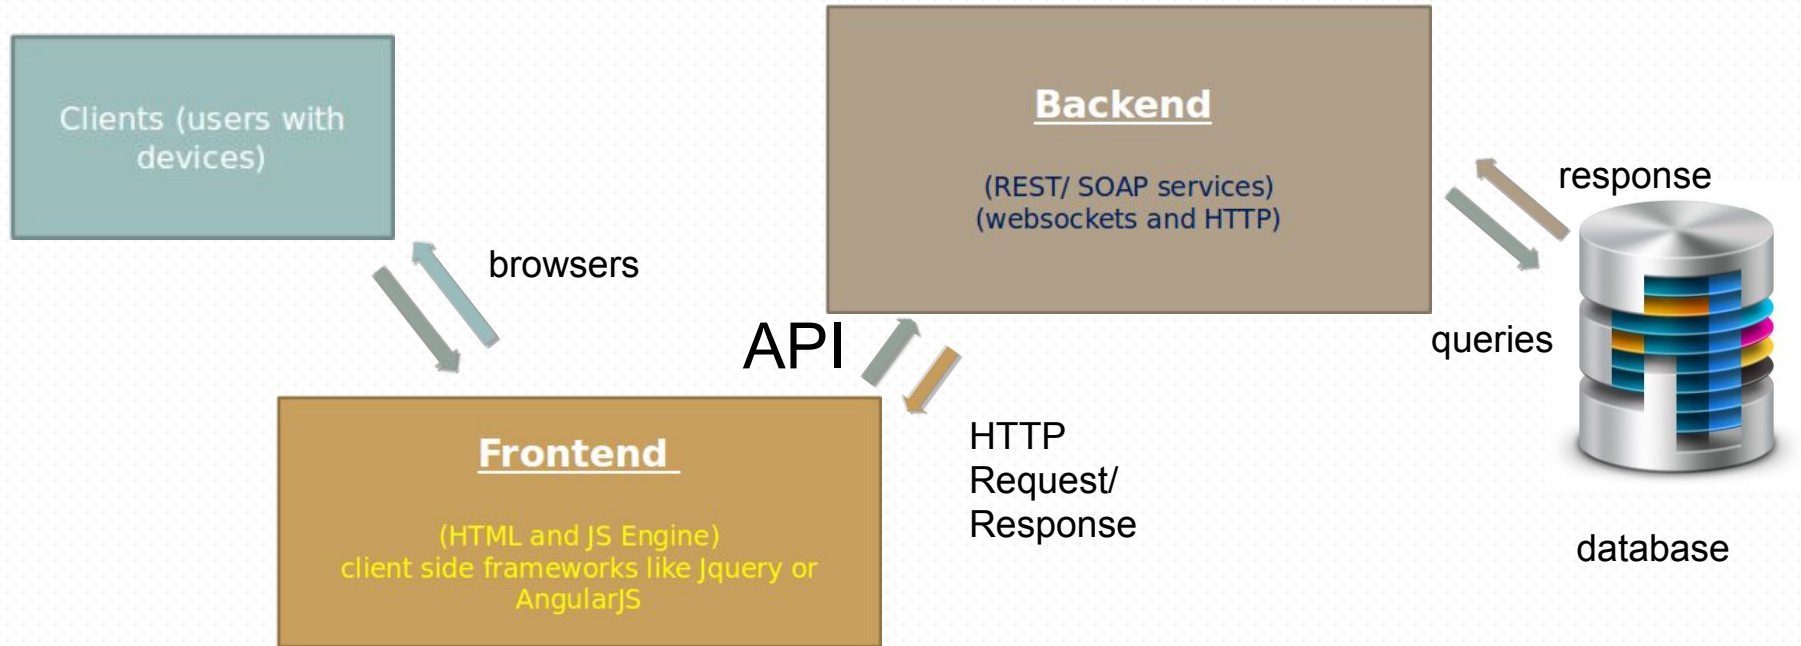 Clients (users with
devices)
browsers
Backend
(REST/ SOAP services)
(websockets and HTTP)
response
queries
database
API
HTTP
Request/
Response
Frontend
(HTML and JS Engine)
client side frameworks like Jquery or
AngularJS